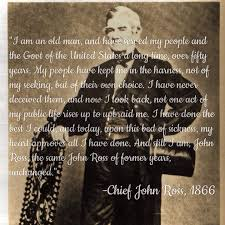 "I am an old man, and have served my people and
the Govt of the United States a long time, over fifty
years. My people have kept me in the harness, not of
my seeking, but of their own choice. I have never
deceived them, and now I look back, not one act of
my public life rises up to upbraid me. I have done the
best I could, and today, upon this bed of sickness, my
heart approves all I have done. And still I am, John
Ross, the same John Ross of former years,
unchanged."
-Chief John Ross, 1866